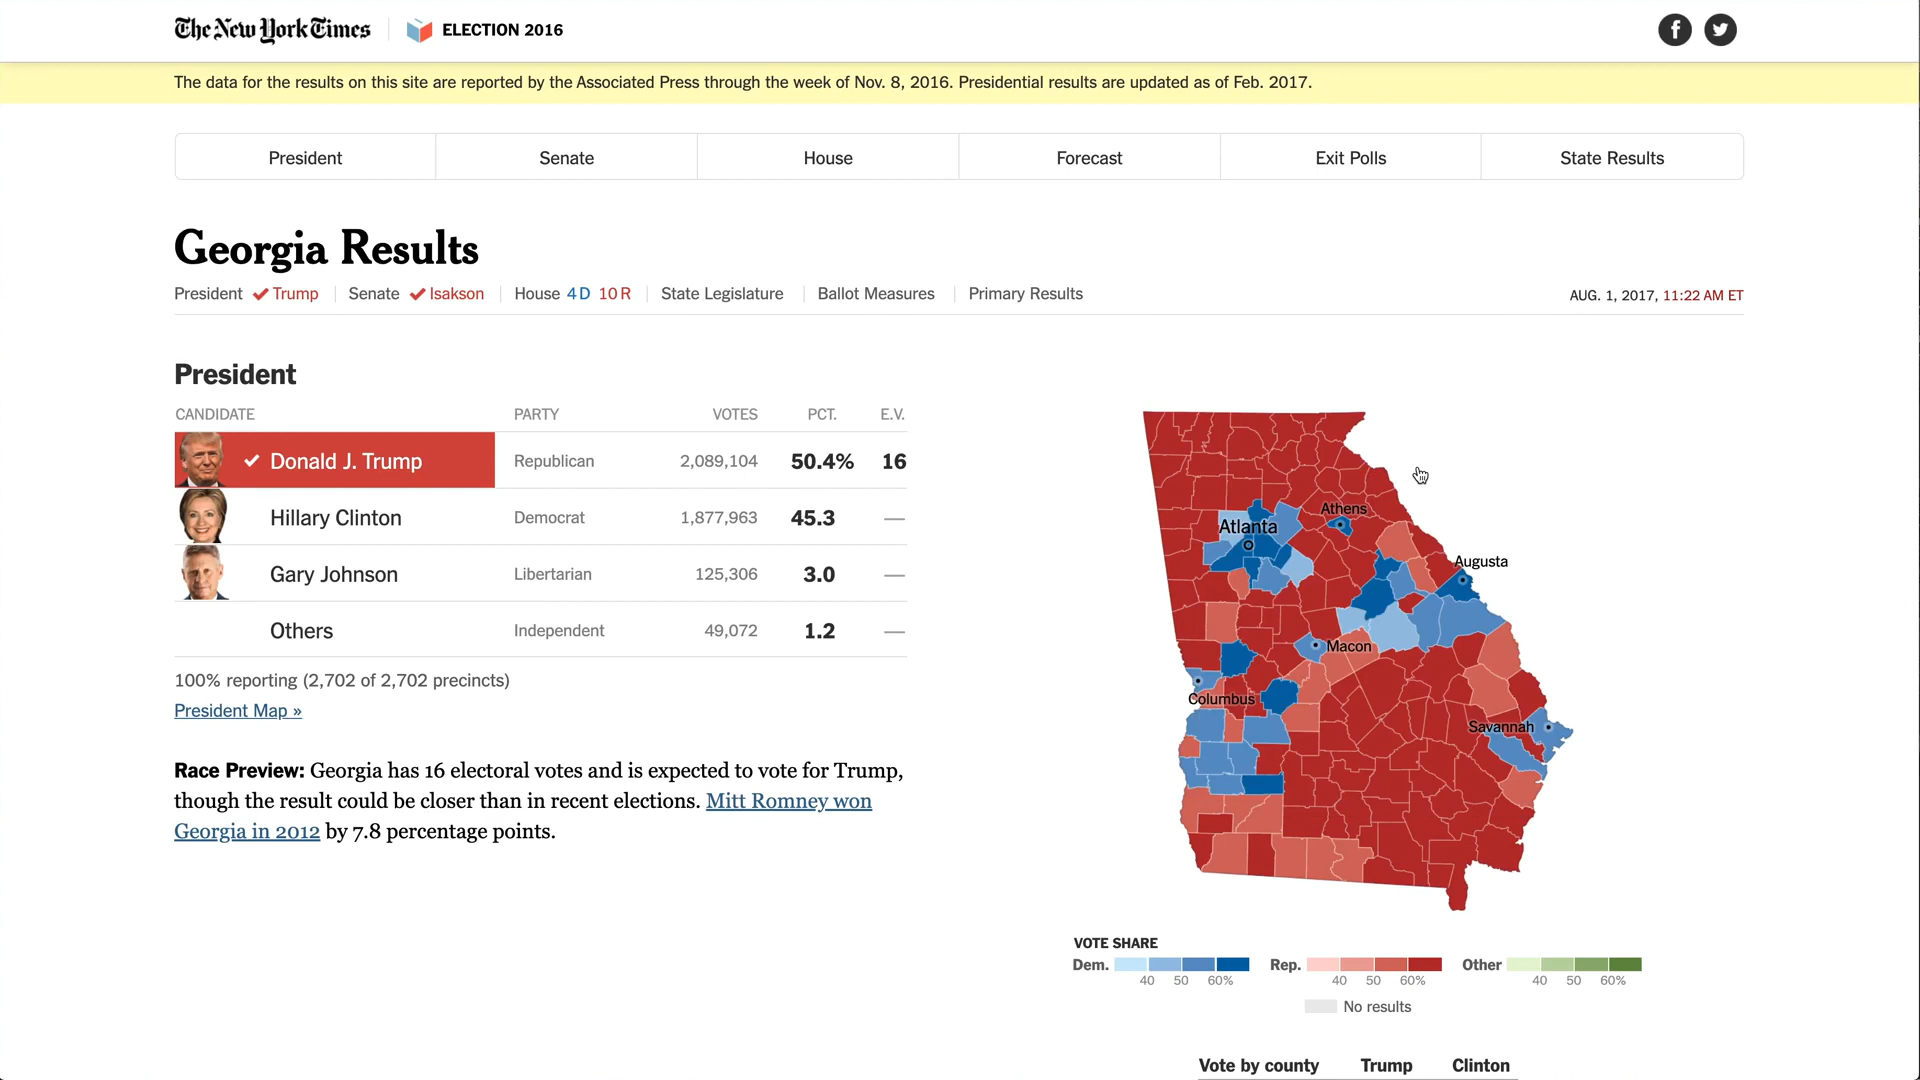 The New York Times
ELECTION 2016
The data for the results on this site are reported by the Associated Press through the week of Nov. 8, 2016. Presidential results are updated as of Feb. 2017.
President Senate House Forecast Exit Polls State Results
Georgia Results
President Trump Senate Isakson House 4 D 10 R State Legislature Ballot Measures Primary Results
AUG. 1, 2017, 11:22 AM ET
President
CANDIDATE PARTY VOTES PCT. E.V.
Donald J. Trump Republican 2,089,104 50.4% 16
Hillary Clinton Democrat 1,877,963 45.3 —
Gary Johnson Libertarian 125,306 3.0 —
Others Independent 49,072 1.2 —
100% reporting (2,702 of 2,702 precincts)
President Map »
Race Preview: Georgia has 16 electoral votes and is expected to vote for Trump,
though the result could be closer than in recent elections. Mitt Romney won
Georgia in 2012 by 7.8 percentage points.
Athens
Atlanta
Augusta
Macon
Columbus
Savannah
VOTE SHARE
Dem. Rep. Other
40 50 60% 40 50 60% 40 50 60%
No results
Vote by county Trump Clinton